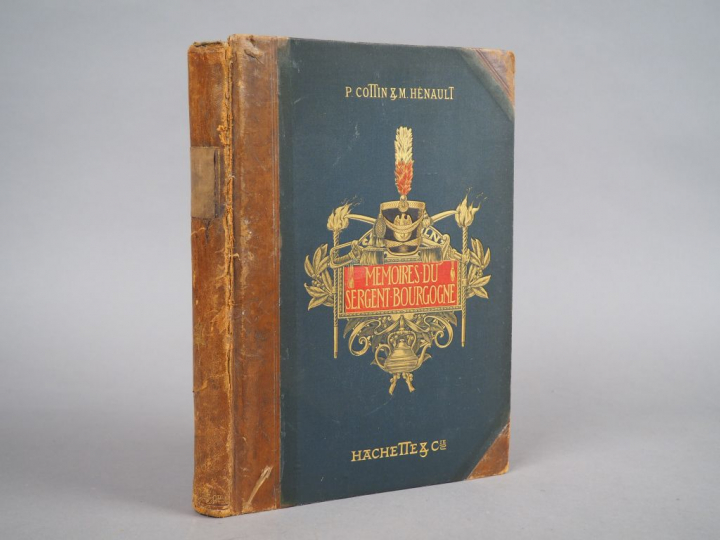 P. COTTIN & M. HÉNAULT
MÉMOIRES·DU
SERGENT·BOURGOGNE
HACHETTE & CIE